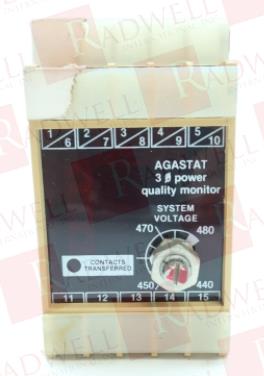 1/6 2/7 3/8 4/9 5/10
AGASTAT
3 ø power
quality monitor
SYSTEM
VOLTAGE
470 480
CONTACTS
TRANSFERRED
450 440
11 12 13 14 15
RADWELL